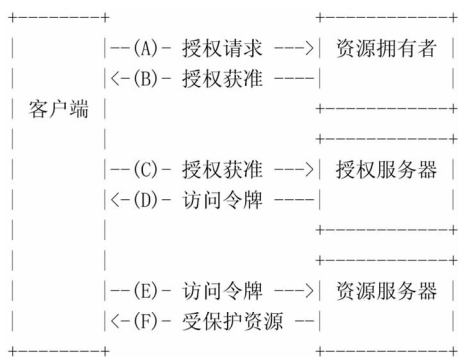 +--------+ +---------------+
| |--(A)- 授权请求 --->| 资源拥有者 |
| |<-(B)- 授权获准 ----| |
| 客户端 | +---------------+
| | +---------------+
| |--(C)- 授权获准 --->| 授权服务器 |
| |<-(D)- 访问令牌 ----| |
| | +---------------+
| | +---------------+
| |--(E)- 访问令牌 --->| 资源服务器 |
| |<-(F)- 受保护资源 --| |
+--------+ +---------------+